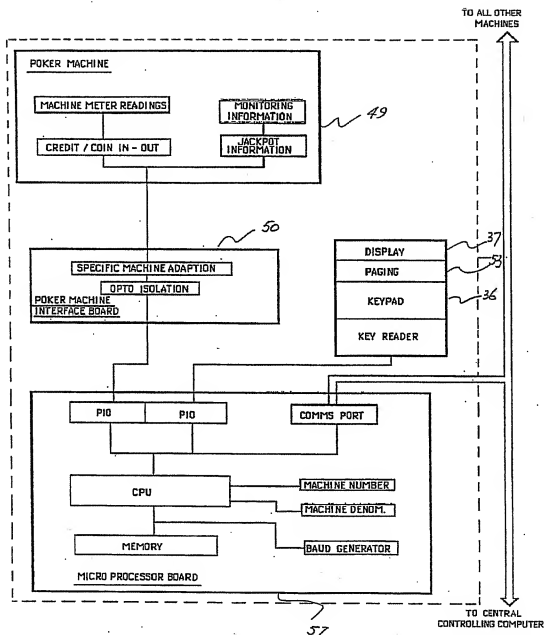 TO ALL OTHER
MACHINES
POKER MACHINE
MACHINE METER READINGS
MONITORING
INFORMATION
49
CREDIT / COIN IN - OUT
JACKPOT
INFORMATION
50
SPECIFIC MACHINE ADAPTION
OPTO ISOLATION
POKER MACHINE
INTERFACE BOARD
DISPLAY
37
PAGING
53
KEYPAD
36
KEY READER
PIO
PIO
COMMS PORT
CPU
MACHINE NUMBER
MACHINE DENOM.
MEMORY
BAUD GENERATOR
MICRO PROCESSOR BOARD
57
TO CENTRAL
CONTROLLING COMPUTER